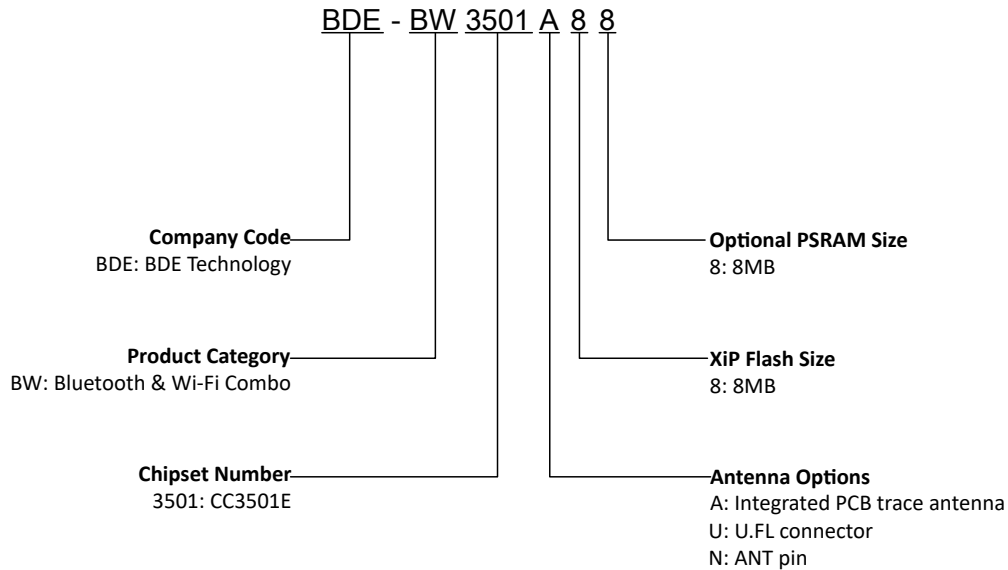 BDE - BW 3501 A 8 8
Company Code
BDE: BDE Technology
Product Category
BW: Bluetooth & Wi-Fi Combo
Chipset Number
3501: CC3501E
Optional PSRAM Size
8: 8MB
XiP Flash Size
8: 8MB
Antenna Options
A: Integrated PCB trace antenna
U: U.FL connector
N: ANT pin